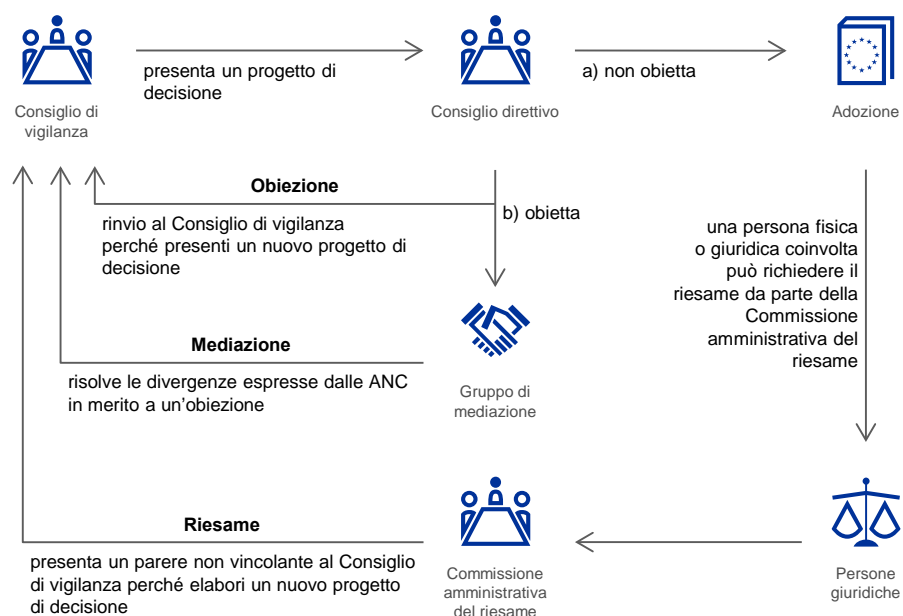 presenta un progetto di
decisione
a) non obietta
Consiglio di
vigilanza
Consiglio direttivo
Adozione
Obiezione
rinvio al Consiglio di vigilanza
perché presenti un nuovo progetto di
decisione
b) obietta
una persona fisica
o giuridica coinvolta
può richiedere il
riesame da parte della
Commissione
amministrativa del
riesame
Mediazione
risolve le divergenze espresse dalle ANC
in merito a un'obiezione
Gruppo di
mediazione
Riesame
presenta un parere non vincolante al Consiglio
di vigilanza perché elabori un nuovo progetto
di decisione
Commissione
amministrativa
del riesame
Persone
giuridiche